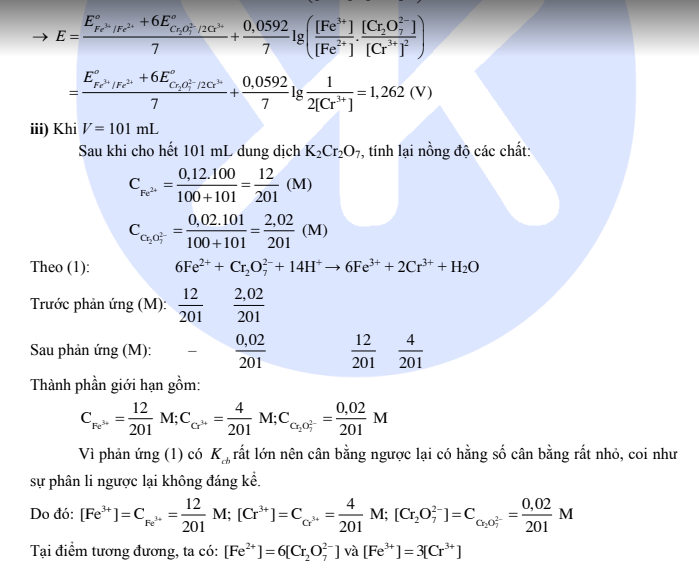 → E = (E°Fe³⁺/Fe²⁺ + 6E°Cr₂O₇²⁻/2Cr³⁺)/7 + (0,0592/7) lg([Fe³⁺]/[Fe²⁺] . [Cr₂O₇²⁻]/[Cr³⁺]²)
= (E°Fe³⁺/Fe²⁺ + 6E°Cr₂O₇²⁻/2Cr³⁺)/7 + (0,0592/7) lg 1/(2[Cr³⁺]) = 1,262 (V)
iii) Khi V = 101 mL
Sau khi cho hết 101 mL dung dịch K₂Cr₂O₇, tính lại nồng độ các chất:
C_Fe²⁺ = 0,12.100/(100+101) = 12/201 (M)
C_Cr₂O₇²⁻ = 0,02.101/(100+101) = 2,02/201 (M)
Theo (1): 6Fe²⁺ + Cr₂O₇²⁻ + 14H⁺ → 6Fe³⁺ + 2Cr³⁺ + H₂O
Trước phản ứng (M): 12/201 2,02/201
Sau phản ứng (M): – 0,02/201 12/201 4/201
Thành phần giới hạn gồm:
C_Fe³⁺ = 12/201 M; C_Cr³⁺ = 4/201 M; C_Cr₂O₇²⁻ = 0,02/201 M
Vì phản ứng (1) có K_cb rất lớn nên cân bằng ngược lại có hằng số cân bằng rất nhỏ, coi như
sự phân li ngược lại không đáng kể.
Do đó: [Fe³⁺] = C_Fe³⁺ = 12/201 M; [Cr³⁺] = C_Cr³⁺ = 4/201 M; [Cr₂O₇²⁻] = C_Cr₂O₇²⁻ = 0,02/201 M
Tại điểm tương đương, ta có: [Fe²⁺] = 6[Cr₂O₇²⁻] và [Fe³⁺] = 3[Cr³⁺]